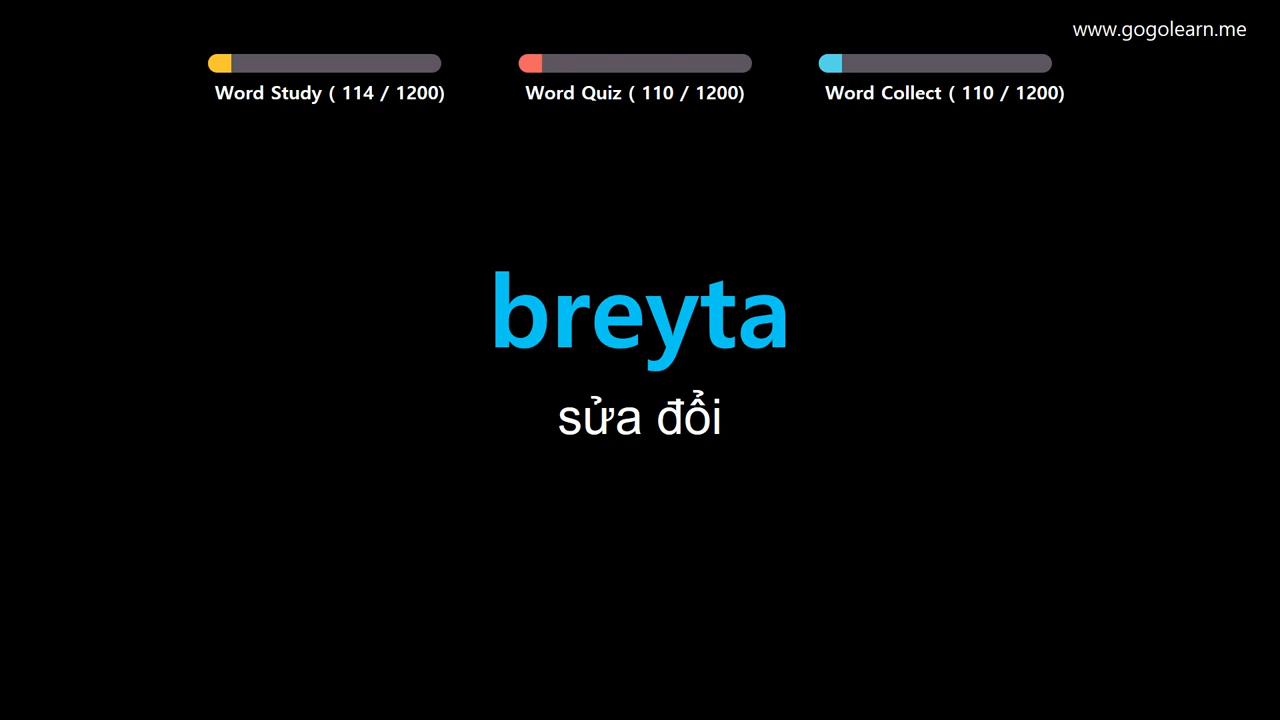 www.gogolearn.me
Word Study ( 114 / 1200)
Word Quiz ( 110 / 1200)
Word Collect ( 110 / 1200)
breyta
sửa đổi